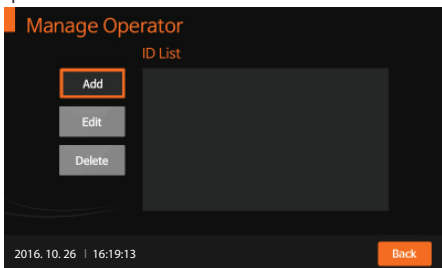 Manage Operator
ID List
Add
Edit
Delete
2016. 10. 26 | 16:19:13
Back